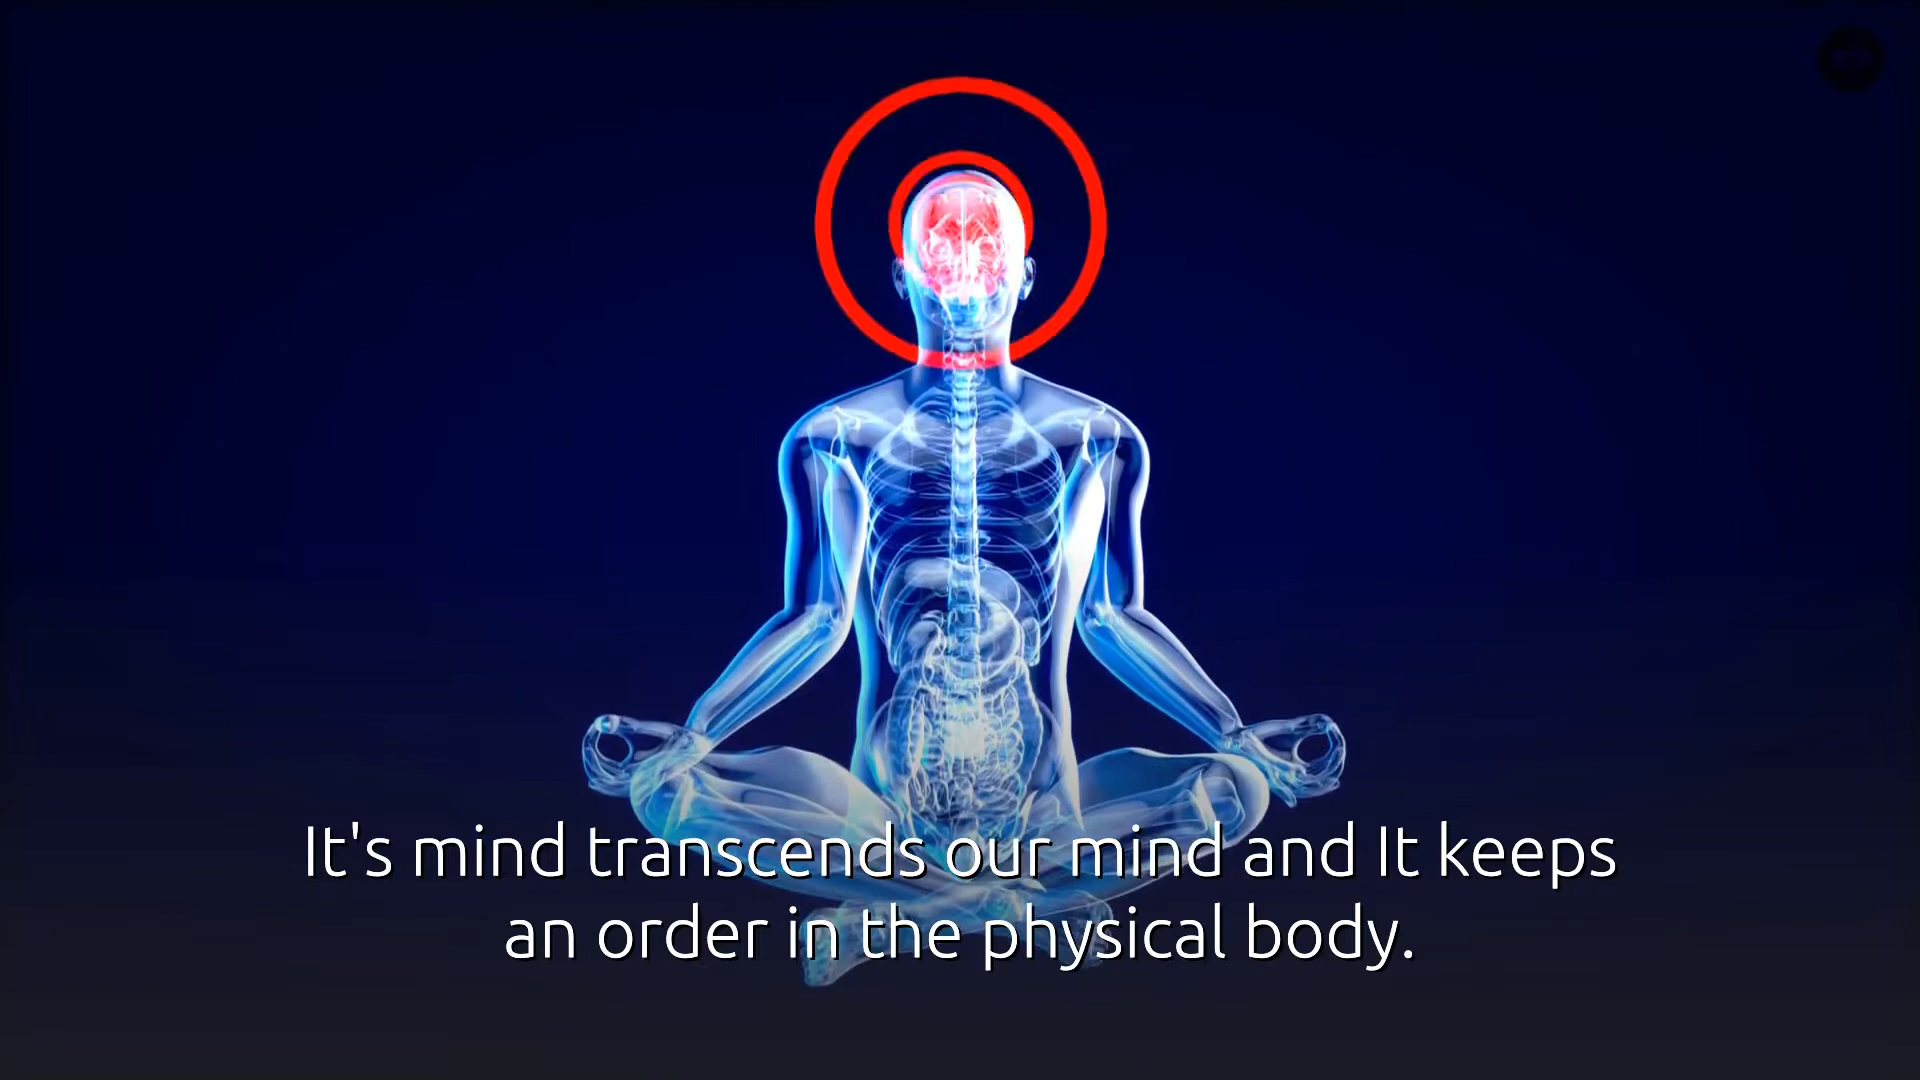 It's mind transcends our mind and It keeps
an order in the physical body.